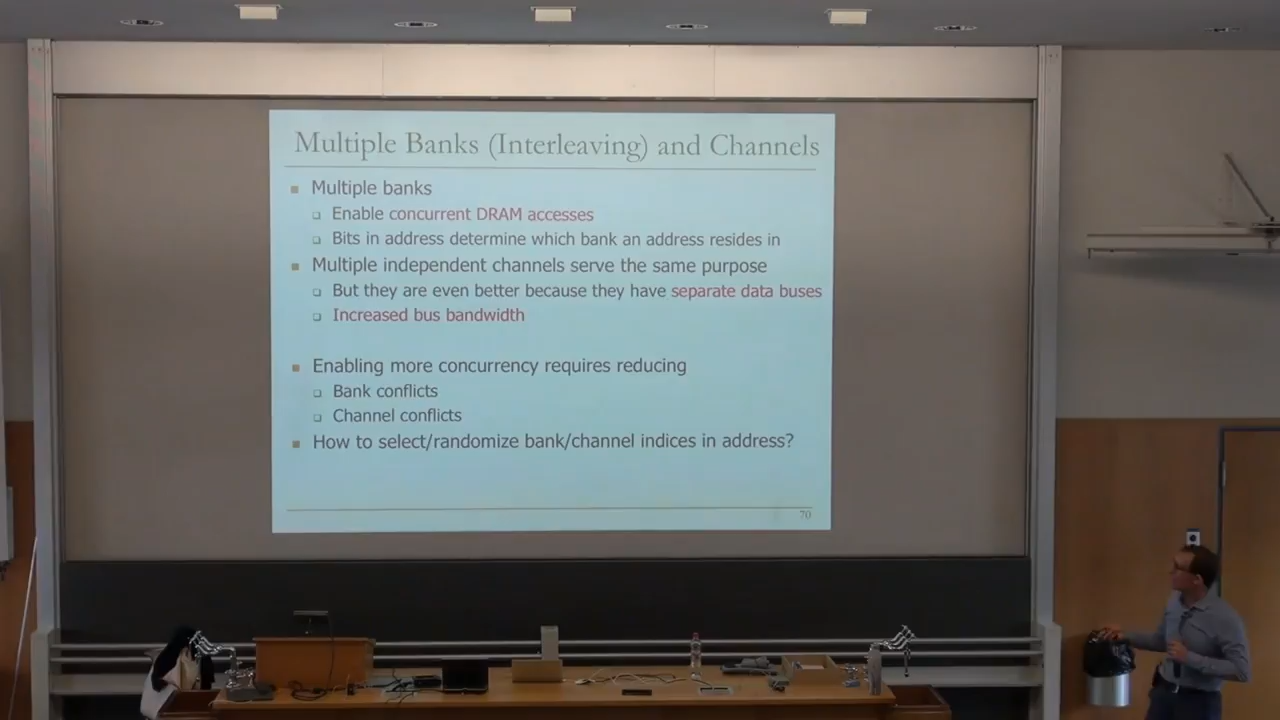 Multiple Banks (Interleaving) and Channels
Multiple banks
Enable concurrent DRAM accesses
Bits in address determine which bank an address resides in
Multiple independent channels serve the same purpose
But they are even better because they have separate data buses
Increased bus bandwidth
Enabling more concurrency requires reducing
Bank conflicts
Channel conflicts
How to select/randomize bank/channel indices in address?
70